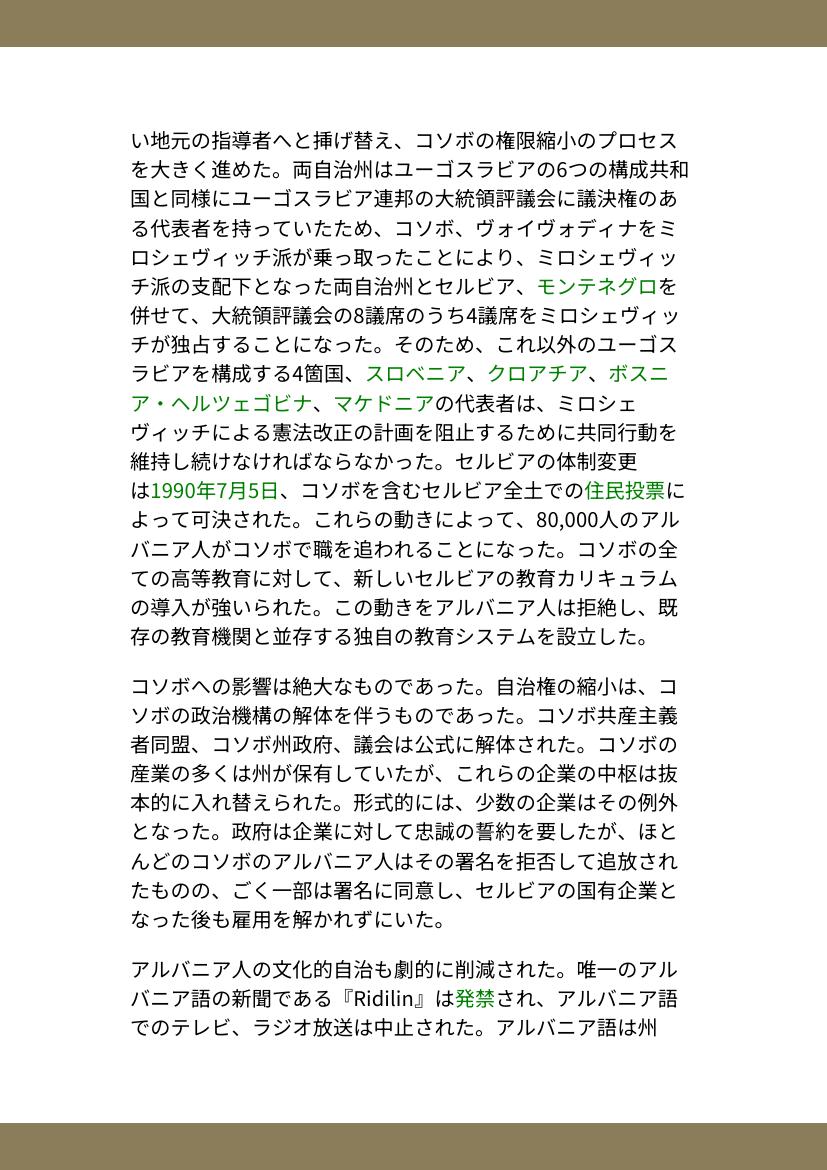 い地元の指導者へと挿げ替え、コソボの権限縮小のプロセス
を大きく進めた。両自治州はユーゴスラビアの6つの構成共和
国と同様にユーゴスラビア連邦の大統領評議会に議決権のあ
る代表者を持っていたため、コソボ、ヴォイヴォディナをミ
ロシェヴィッチ派が乗っ取ったことにより、ミロシェヴィッ
チ派の支配下となった両自治州とセルビア、モンテネグロを
併せて、大統領評議会の8議席のうち4議席をミロシェヴィッ
チが独占することになった。そのため、これ以外のユーゴス
ラビアを構成する4箇国、スロベニア、クロアチア、ボスニ
ア・ヘルツェゴビナ、マケドニアの代表者は、ミロシェ
ヴィッチによる憲法改正の計画を阻止するために共同行動を
維持し続けなければならなかった。セルビアの体制変更
は1990年7月5日、コソボを含むセルビア全土での住民投票に
よって可決された。これらの動きによって、80,000人のアル
バニア人がコソボで職を追われることになった。コソボの全
ての高等教育に対して、新しいセルビアの教育カリキュラム
の導入が強いられた。この動きをアルバニア人は拒絶し、既
存の教育機関と並存する独自の教育システムを設立した。
コソボへの影響は絶大なものであった。自治権の縮小は、コ
ソボの政治機構の解体を伴うものであった。コソボ共産主義
者同盟、コソボ州政府、議会は公式に解体された。コソボの
産業の多くは州が保有していたが、これらの企業の中枢は抜
本的に入れ替えられた。形式的には、少数の企業はその例外
となった。政府は企業に対して忠誠の誓約を要したが、ほと
んどのコソボのアルバニア人はその署名を拒否して追放され
たものの、ごく一部は署名に同意し、セルビアの国有企業と
なった後も雇用を解かれずにいた。
アルバニア人の文化的自治も劇的に削減された。唯一のアル
バニア語の新聞である『Ridilin』は発禁され、アルバニア語
でのテレビ、ラジオ放送は中止された。アルバニア語は州